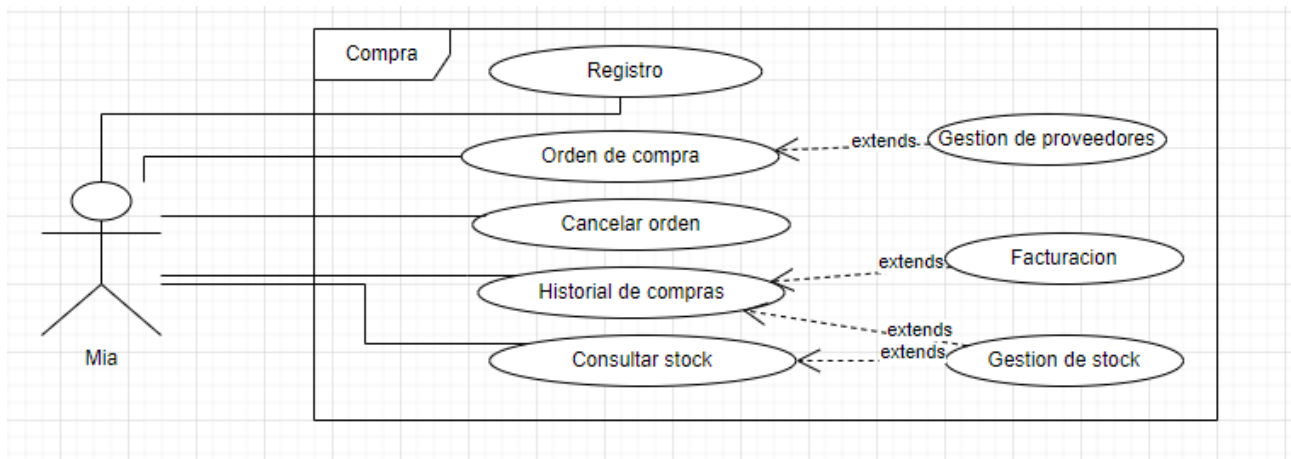 Compra
Registro
Orden de compra
extends
Gestion de proveedores
Cancelar orden
extends
Facturacion
Historial de compras
extends
Consultar stock
extends
Gestion de stock
Mia